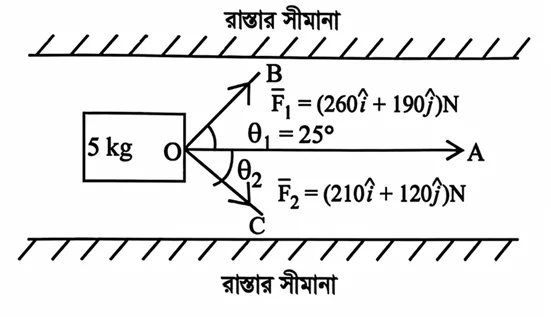 রাস্তার সীমানা
B
F̅₁ = (260î + 190ĵ)N
θ₁ = 25°
5 kg O A
θ₂
F̅₂ = (210î + 120ĵ)N
C
রাস্তার সীমানা